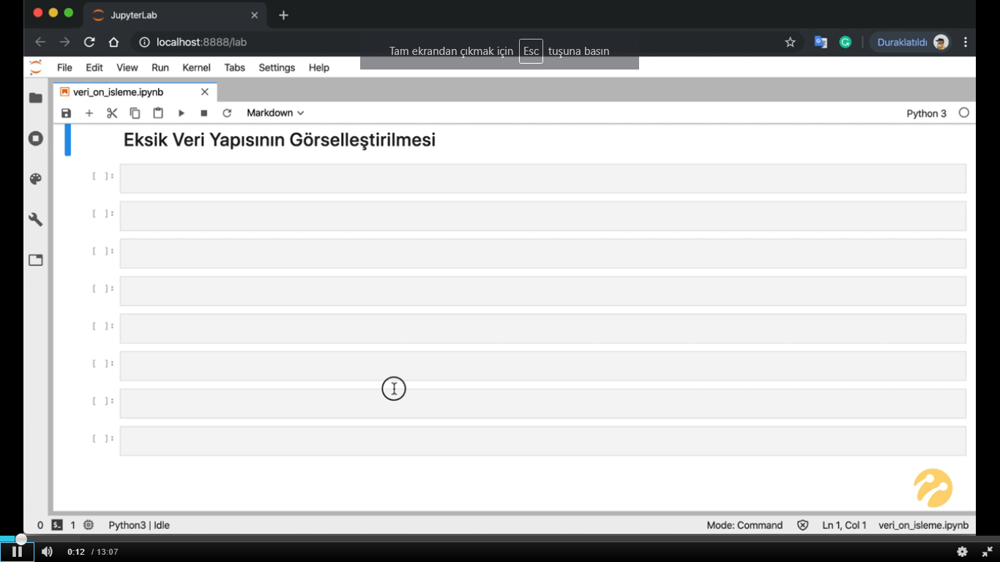 JupyterLab
localhost:8888/lab
Duraklatıldı
Tam ekrandan çıkmak için Esc tuşuna basın
File Edit View Run Kernel Tabs Settings Help
veri_on_isleme.ipynb
Markdown
Python 3
Eksik Veri Yapısının Görselleştirilmesi
[ ]:
[ ]:
[ ]:
[ ]:
[ ]:
[ ]:
[ ]:
[ ]:
0 1 Python3 | Idle
Mode: Command Ln 1, Col 1 veri_on_isleme.ipynb
0:12 / 13:07